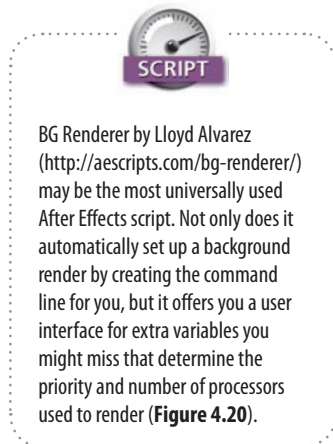 SCRIPT
BG Renderer by Lloyd Alvarez
(http://aescripts.com/bg-renderer/)
may be the most universally used
After Effects script. Not only does it
automatically set up a background
render by creating the command
line for you, but it offers you a user
interface for extra variables you
might miss that determine the
priority and number of processors
used to render (Figure 4.20).